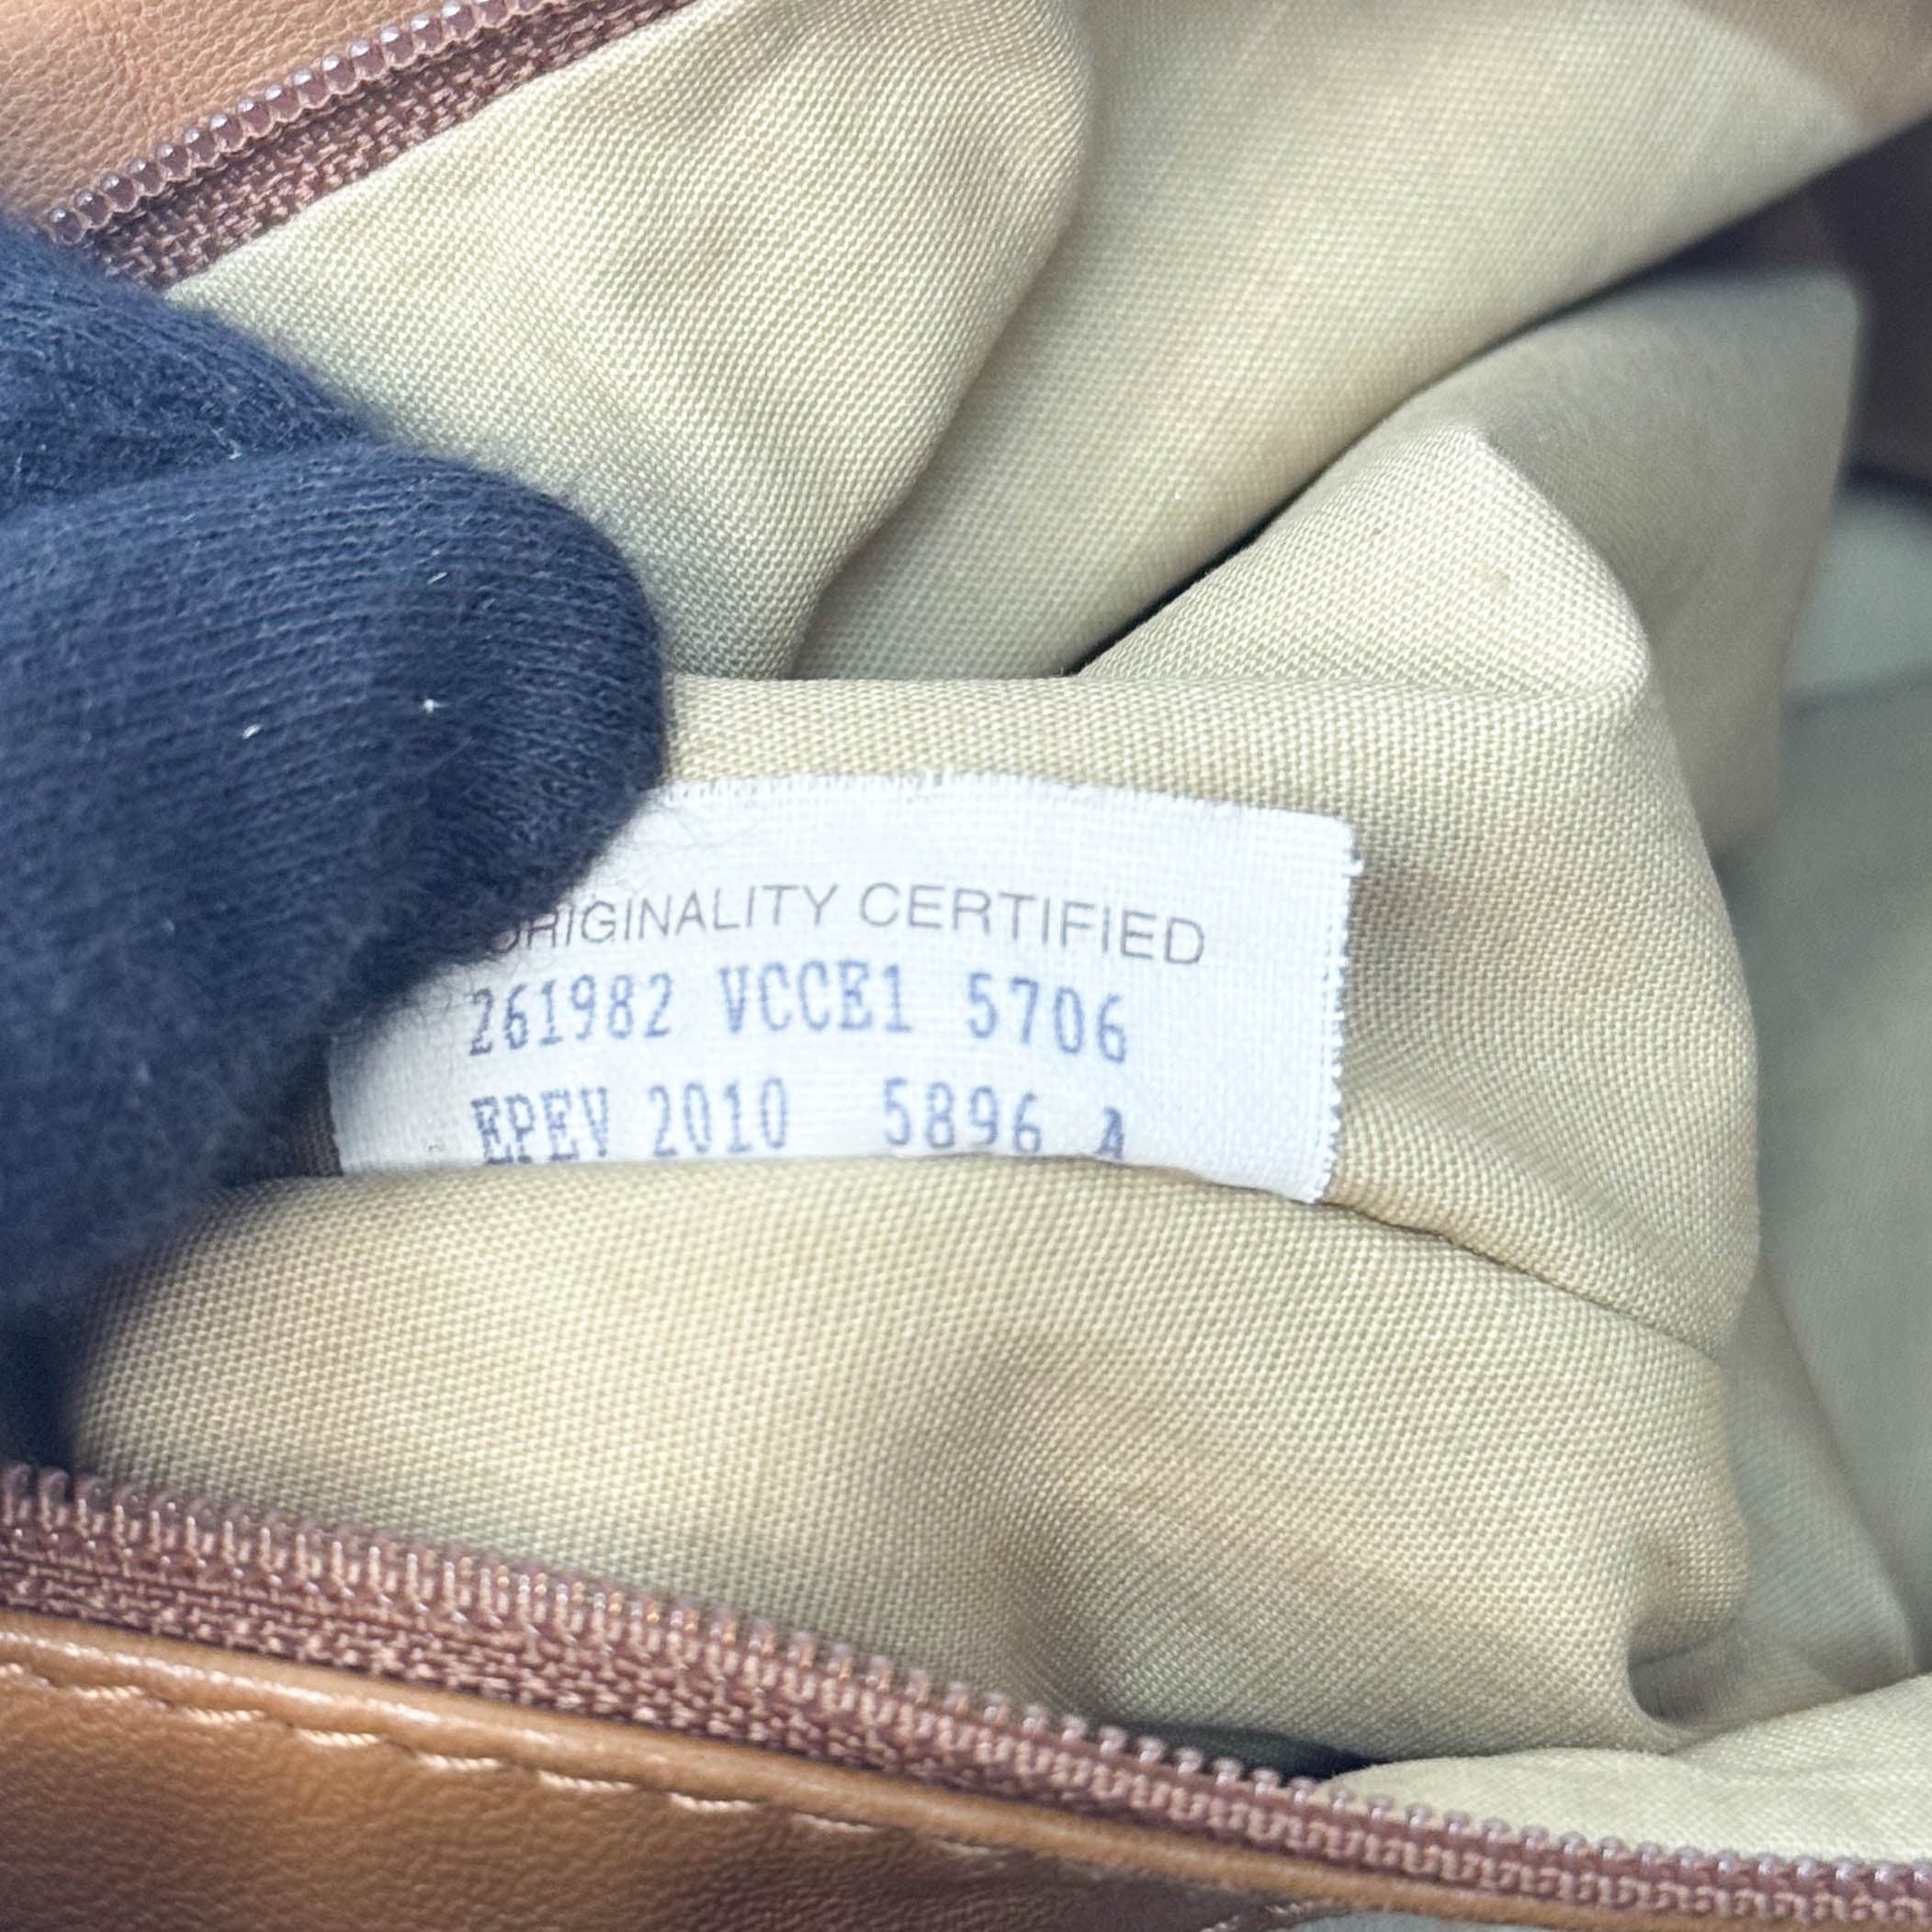 ORIGINALITY CERTIFIED
261982 VCCE1 5706
EPEV 2010 5896 A